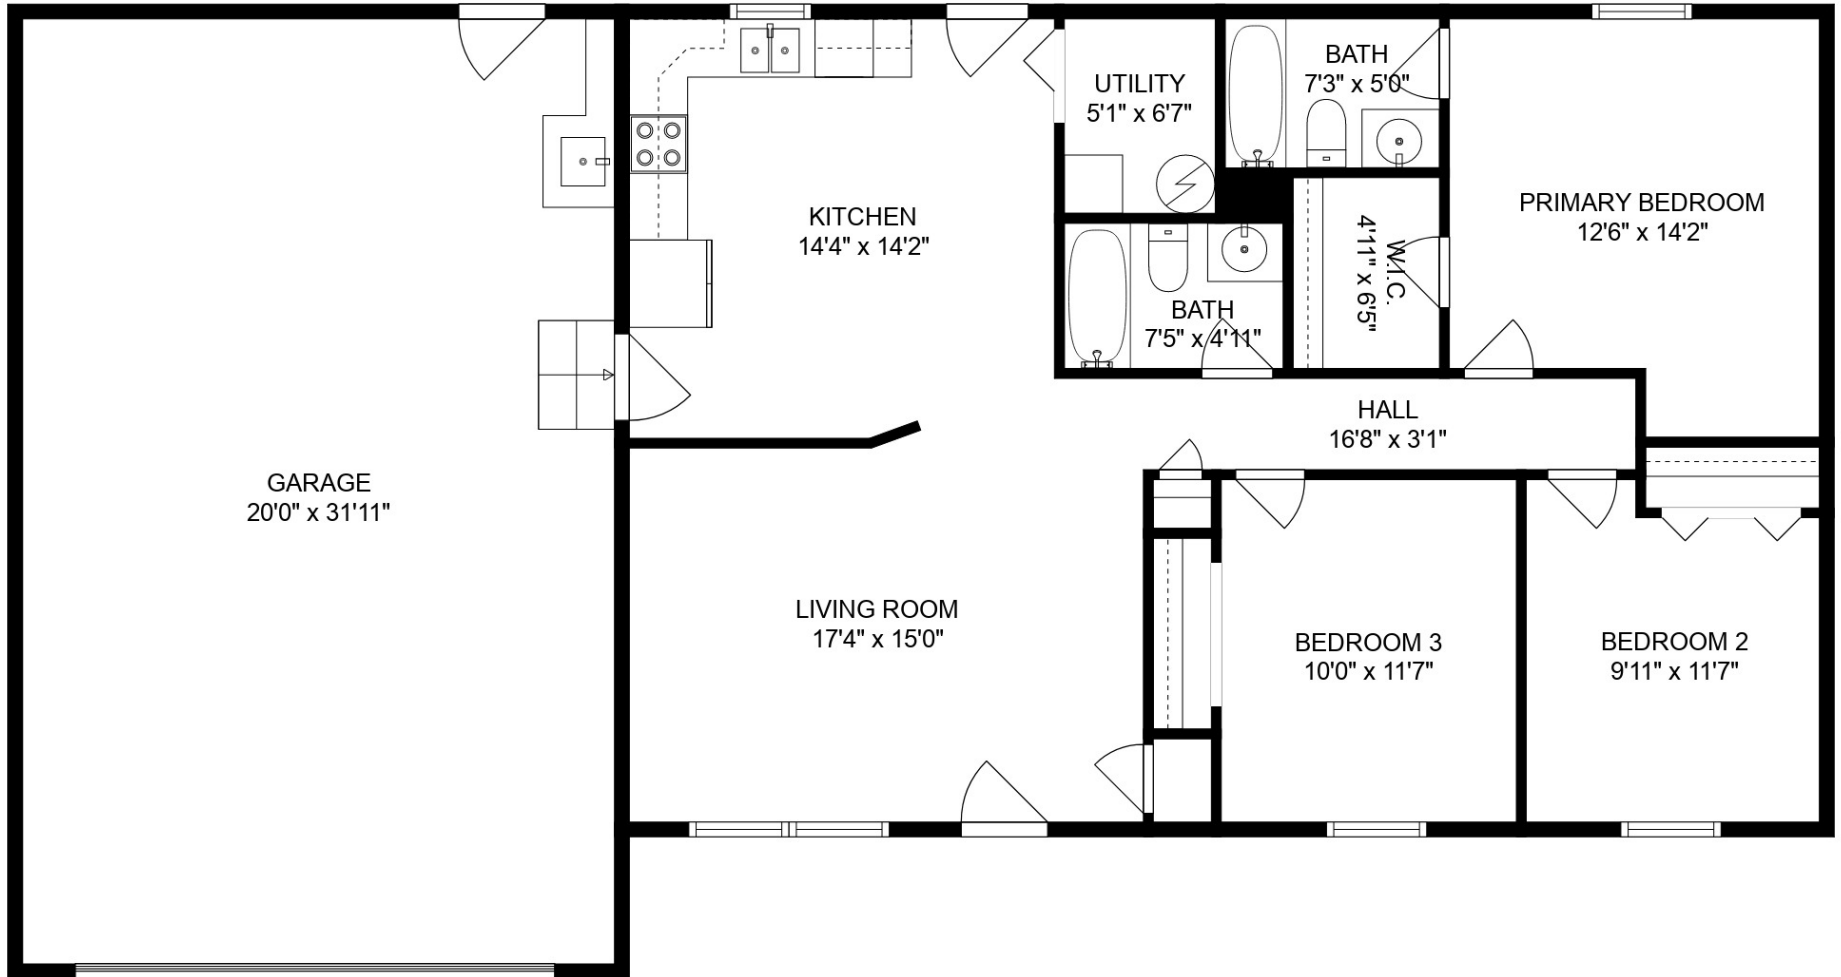 BATH
7'3" x 5'0"
UTILITY
5'1" x 6'7"
PRIMARY BEDROOM
12'6" x 14'2"
KITCHEN
14'4" x 14'2"
W.I.C.
4'11" x 6'5"
BATH
7'5" x 4'11"
HALL
16'8" x 3'1"
GARAGE
20'0" x 31'11"
LIVING ROOM
17'4" x 15'0"
BEDROOM 3
10'0" x 11'7"
BEDROOM 2
9'11" x 11'7"